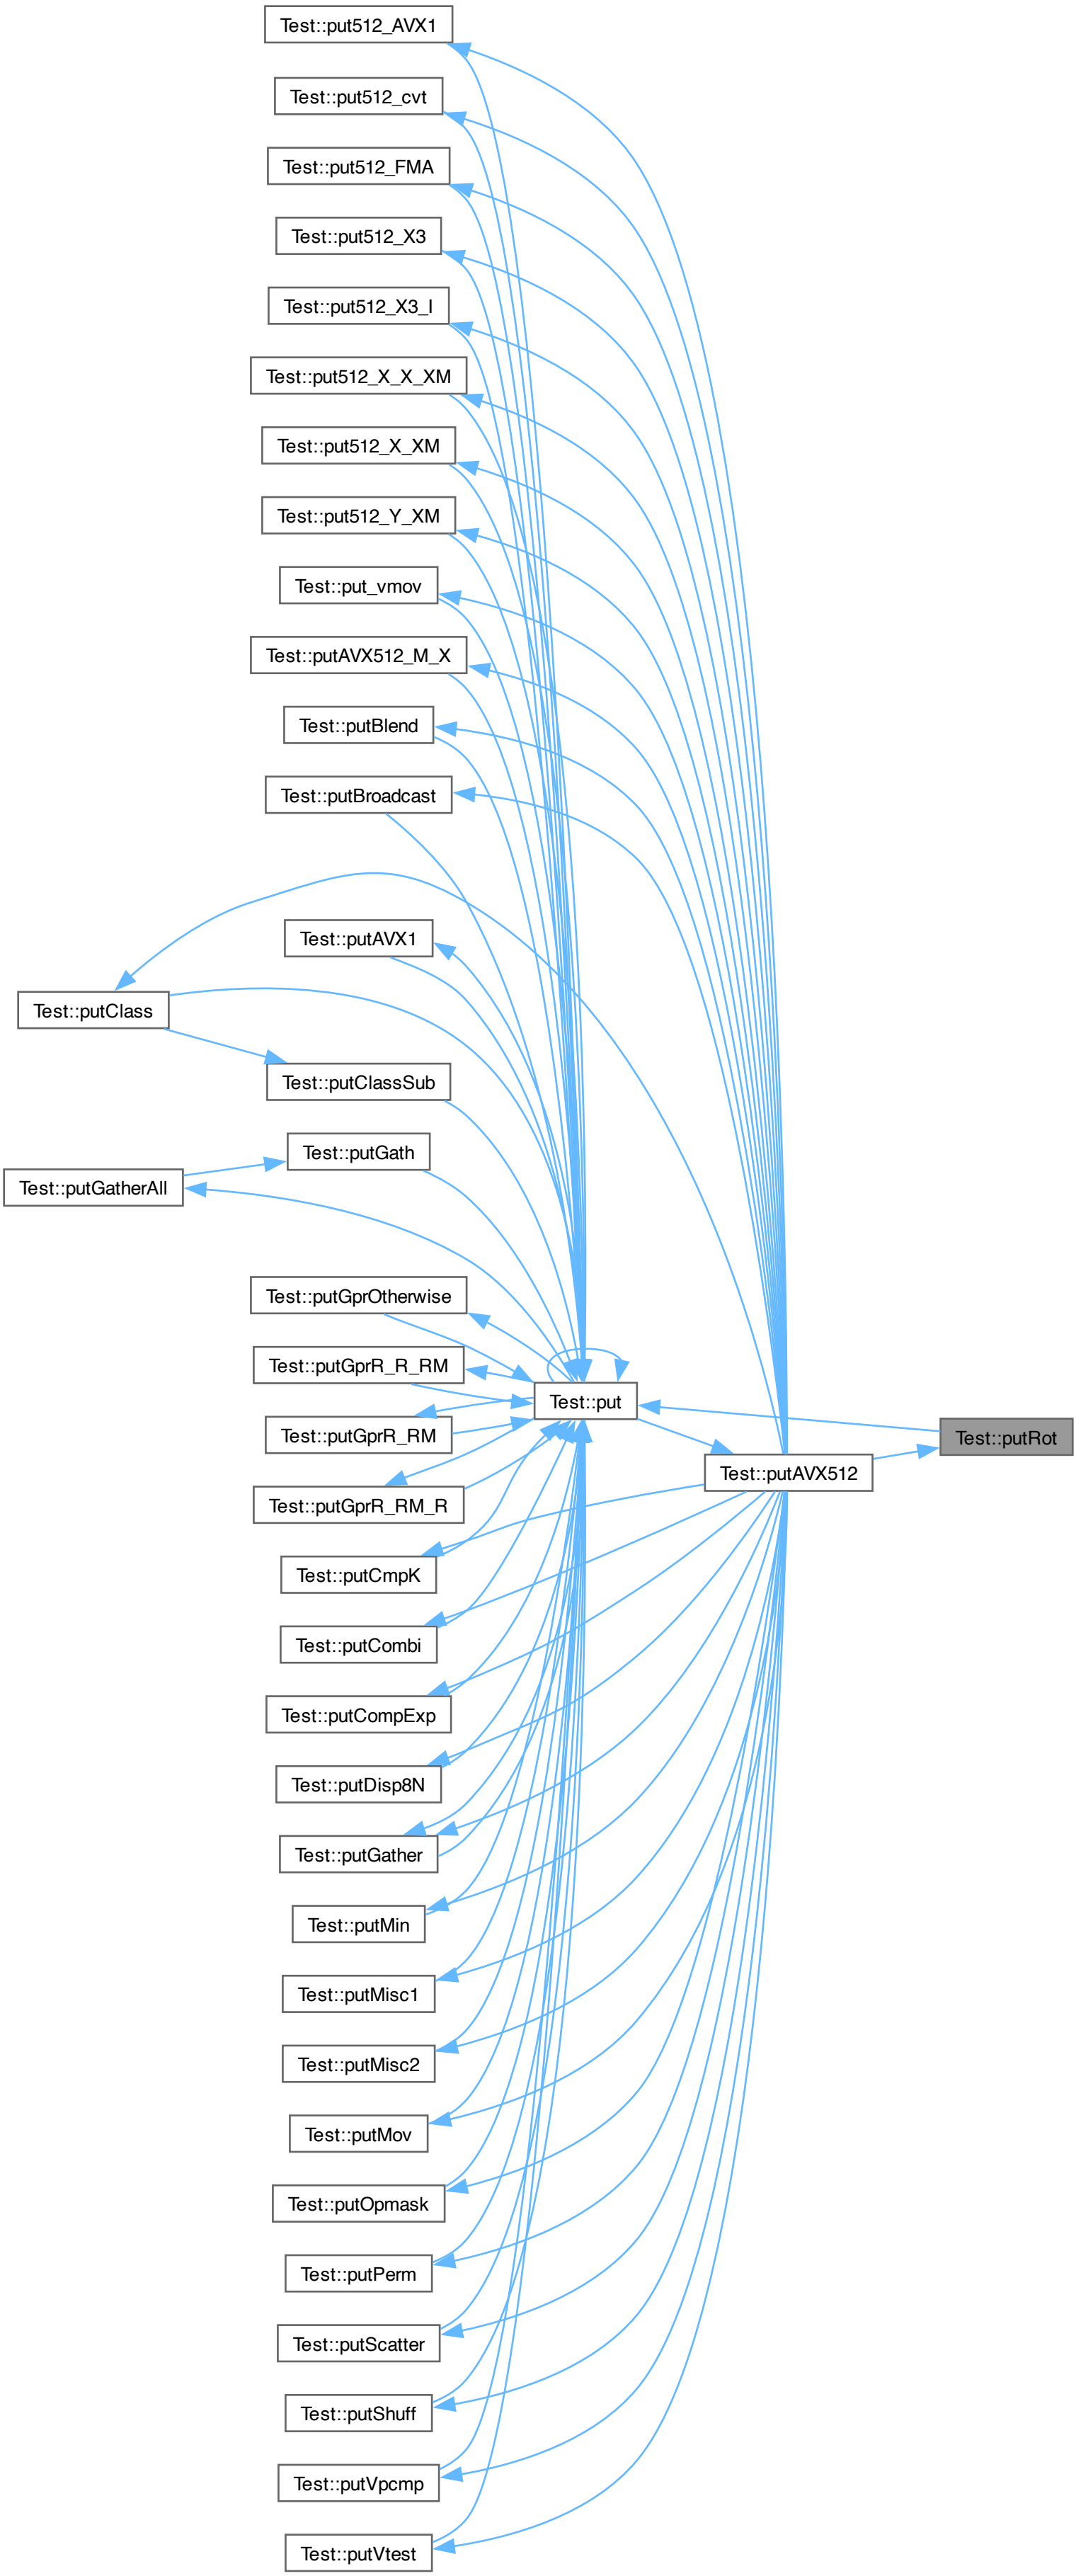 Test::put512_AVX1
Test::put512_cvt
Test::put512_FMA
Test::put512_X3
Test::put512_X3_I
Test::put512_X_X_XM
Test::put512_X_XM
Test::put512_Y_XM
Test::put_vmov
Test::putAVX512_M_X
Test::putBlend
Test::putBroadcast
Test::putAVX1
Test::putClass
Test::putClassSub
Test::putGath
Test::putGatherAll
Test::putGprOtherwise
Test::putGprR_R_RM
Test::put
Test::putGprR_RM
Test::putRot
Test::putAVX512
Test::putGprR_RM_R
Test::putCmpK
Test::putCombi
Test::putCompExp
Test::putDisp8N
Test::putGather
Test::putMin
Test::putMisc1
Test::putMisc2
Test::putMov
Test::putOpmask
Test::putPerm
Test::putScatter
Test::putShuff
Test::putVpcmp
Test::putVtest